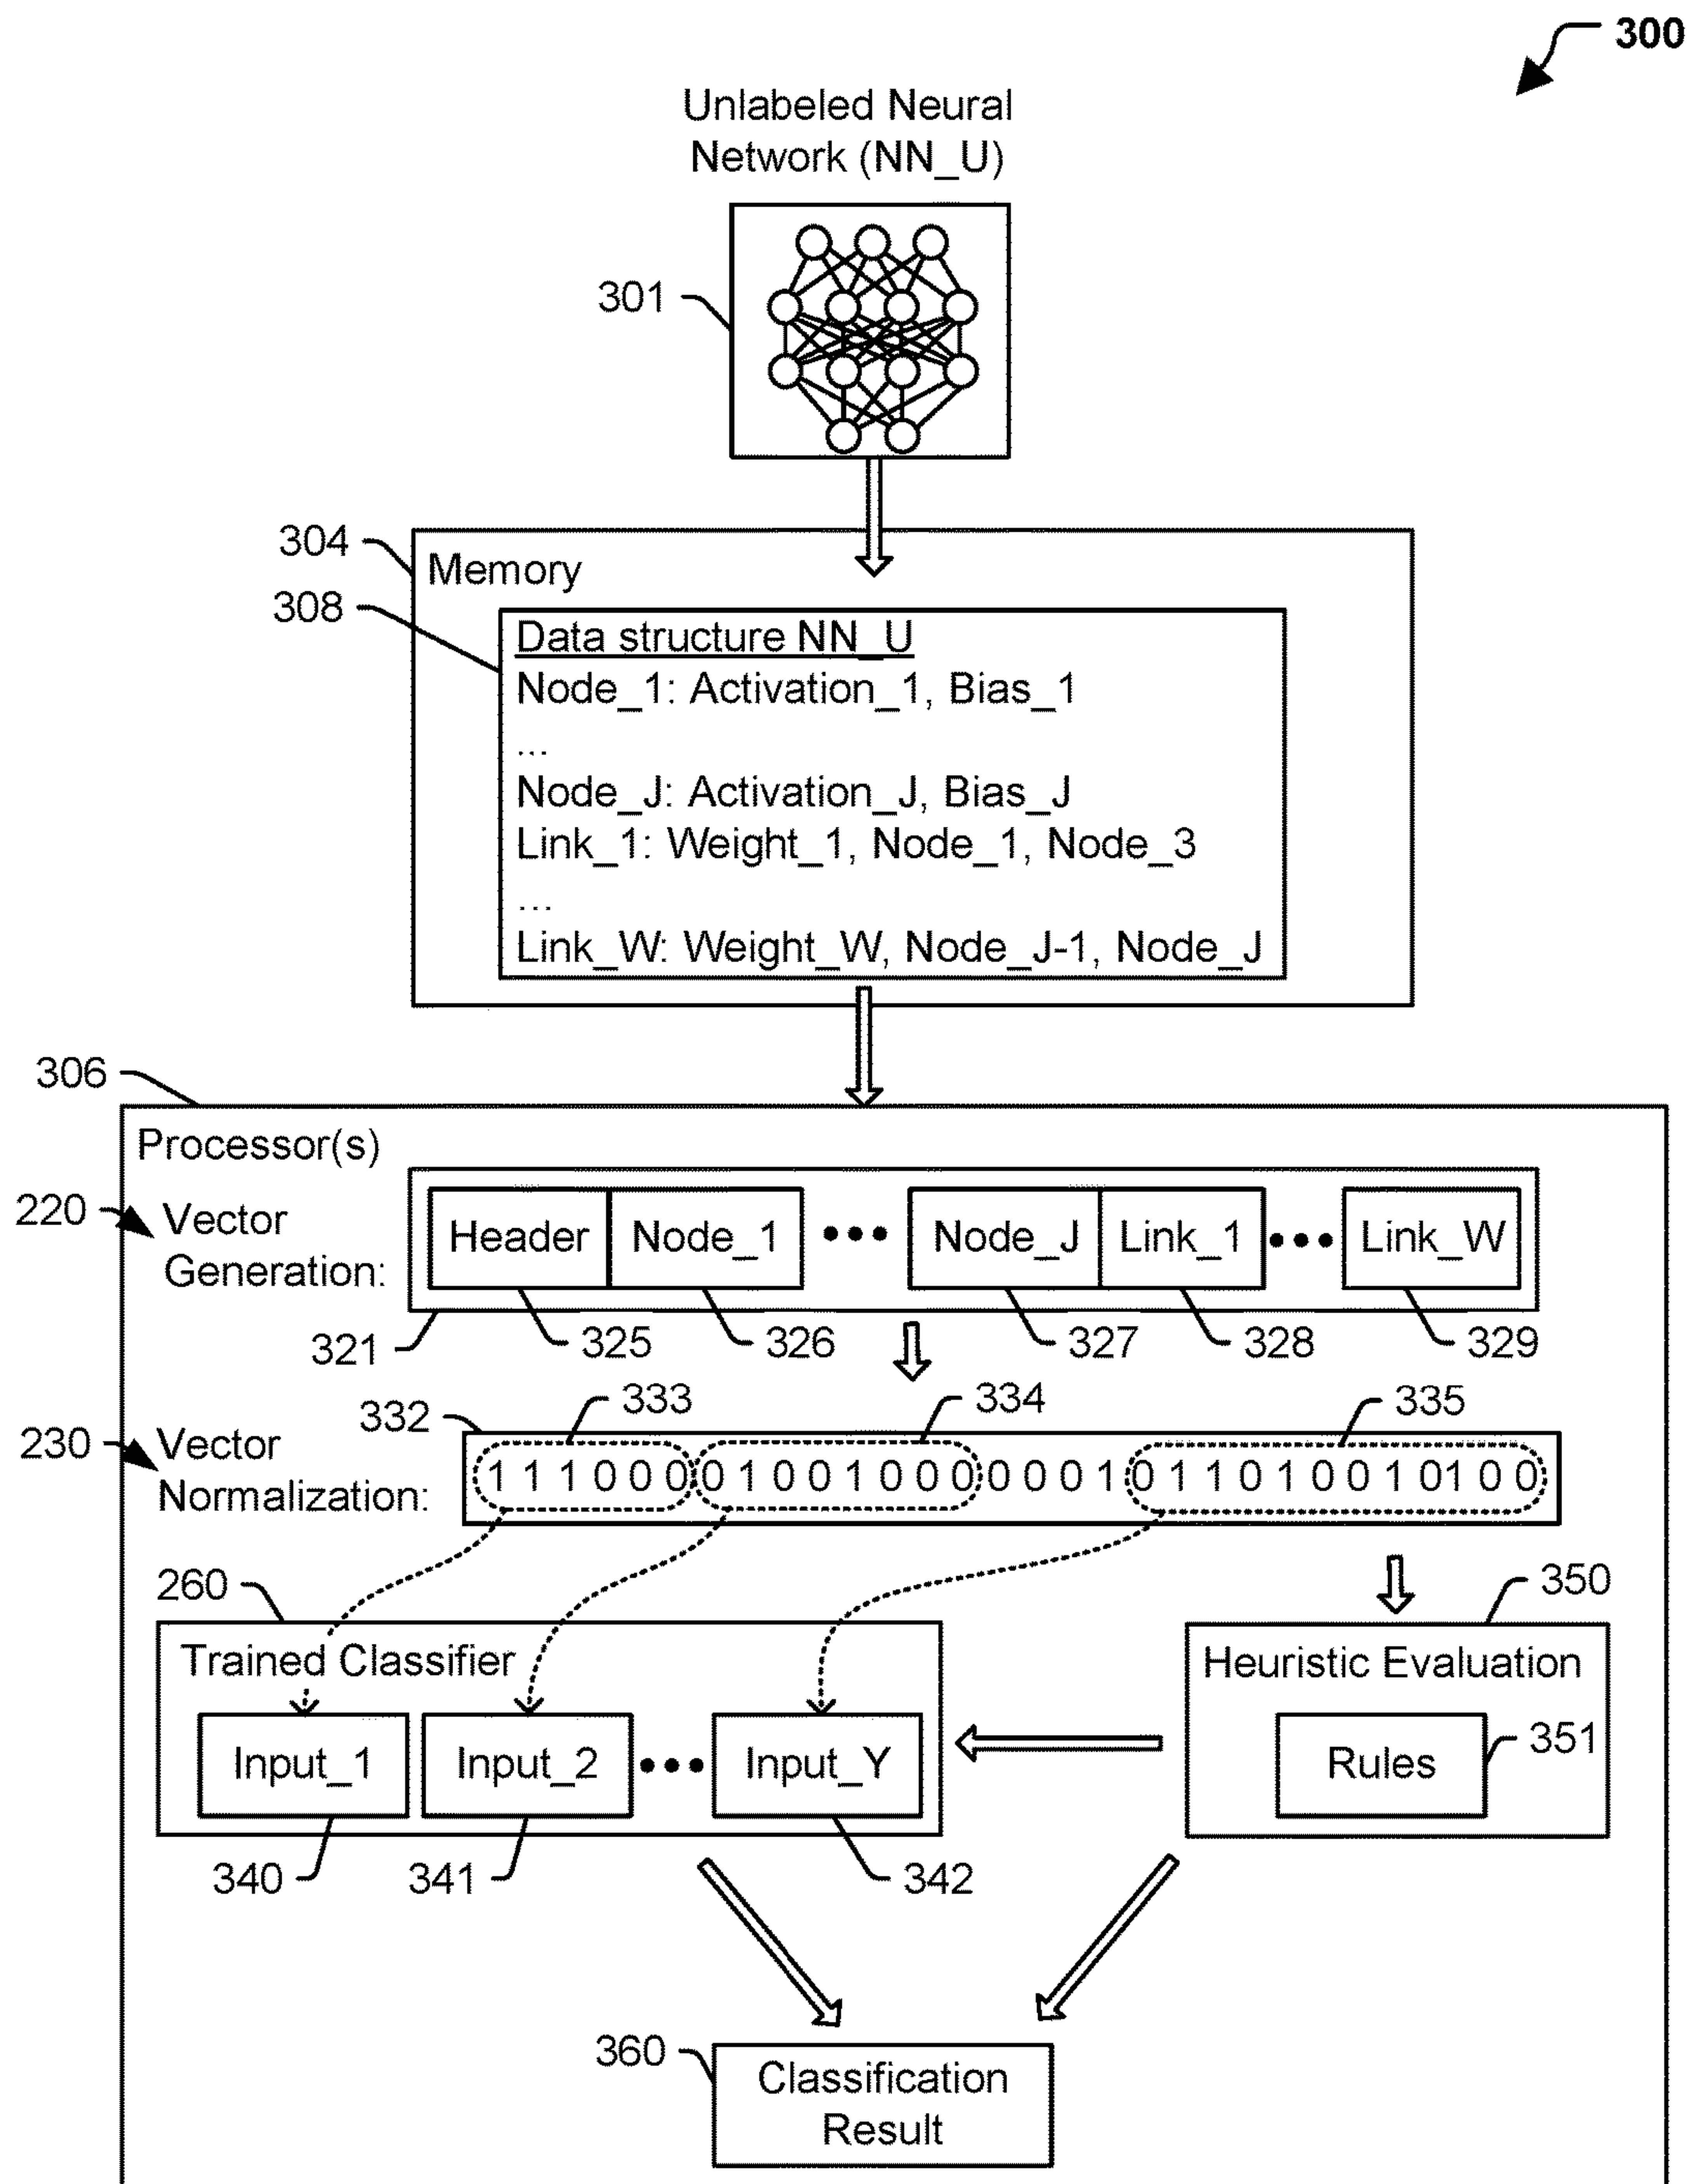 300
Unlabeled Neural
Network (NN_U)
301
304
Memory
308
Data structure NN_U
Node_1: Activation_1, Bias_1
...
Node_J: Activation_J, Bias_J
Link_1: Weight_1, Node_1, Node_3
...
Link_W: Weight_W, Node_J-1, Node_J
306
Processor(s)
220
Vector
Generation:
Header
Node_1
Node_J
Link_1
Link_W
321
325
326
327
328
329
332
333
334
335
230
Vector
Normalization:
1 1 1 0 0 0 0 1 0 0 1 0 0 0 0 0 0 1 0 1 1 0 1 0 0 1 0 1 0 0
260
350
Trained Classifier
Heuristic Evaluation
Input_1
Input_2
Input_Y
Rules
351
340
341
342
360
Classification
Result